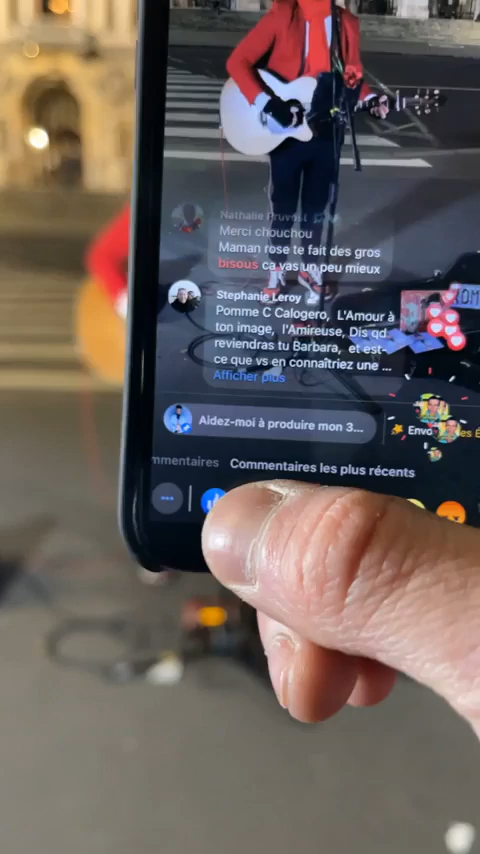 Nathalie Pruvost
Merci chouchou
Maman rose te fait des gros
bisous ca vas un peu mieux
Stephanie Leroy
Pomme C Calogero, L'Amour à
ton image, l'Amireuse, Dis qd
reviendras tu Barbara, et est-
ce que vs en connaîtriez une ...
Afficher plus
Aidez-moi à produire mon 3...
Envo
es É
mmentaires
Commentaires les plus récents